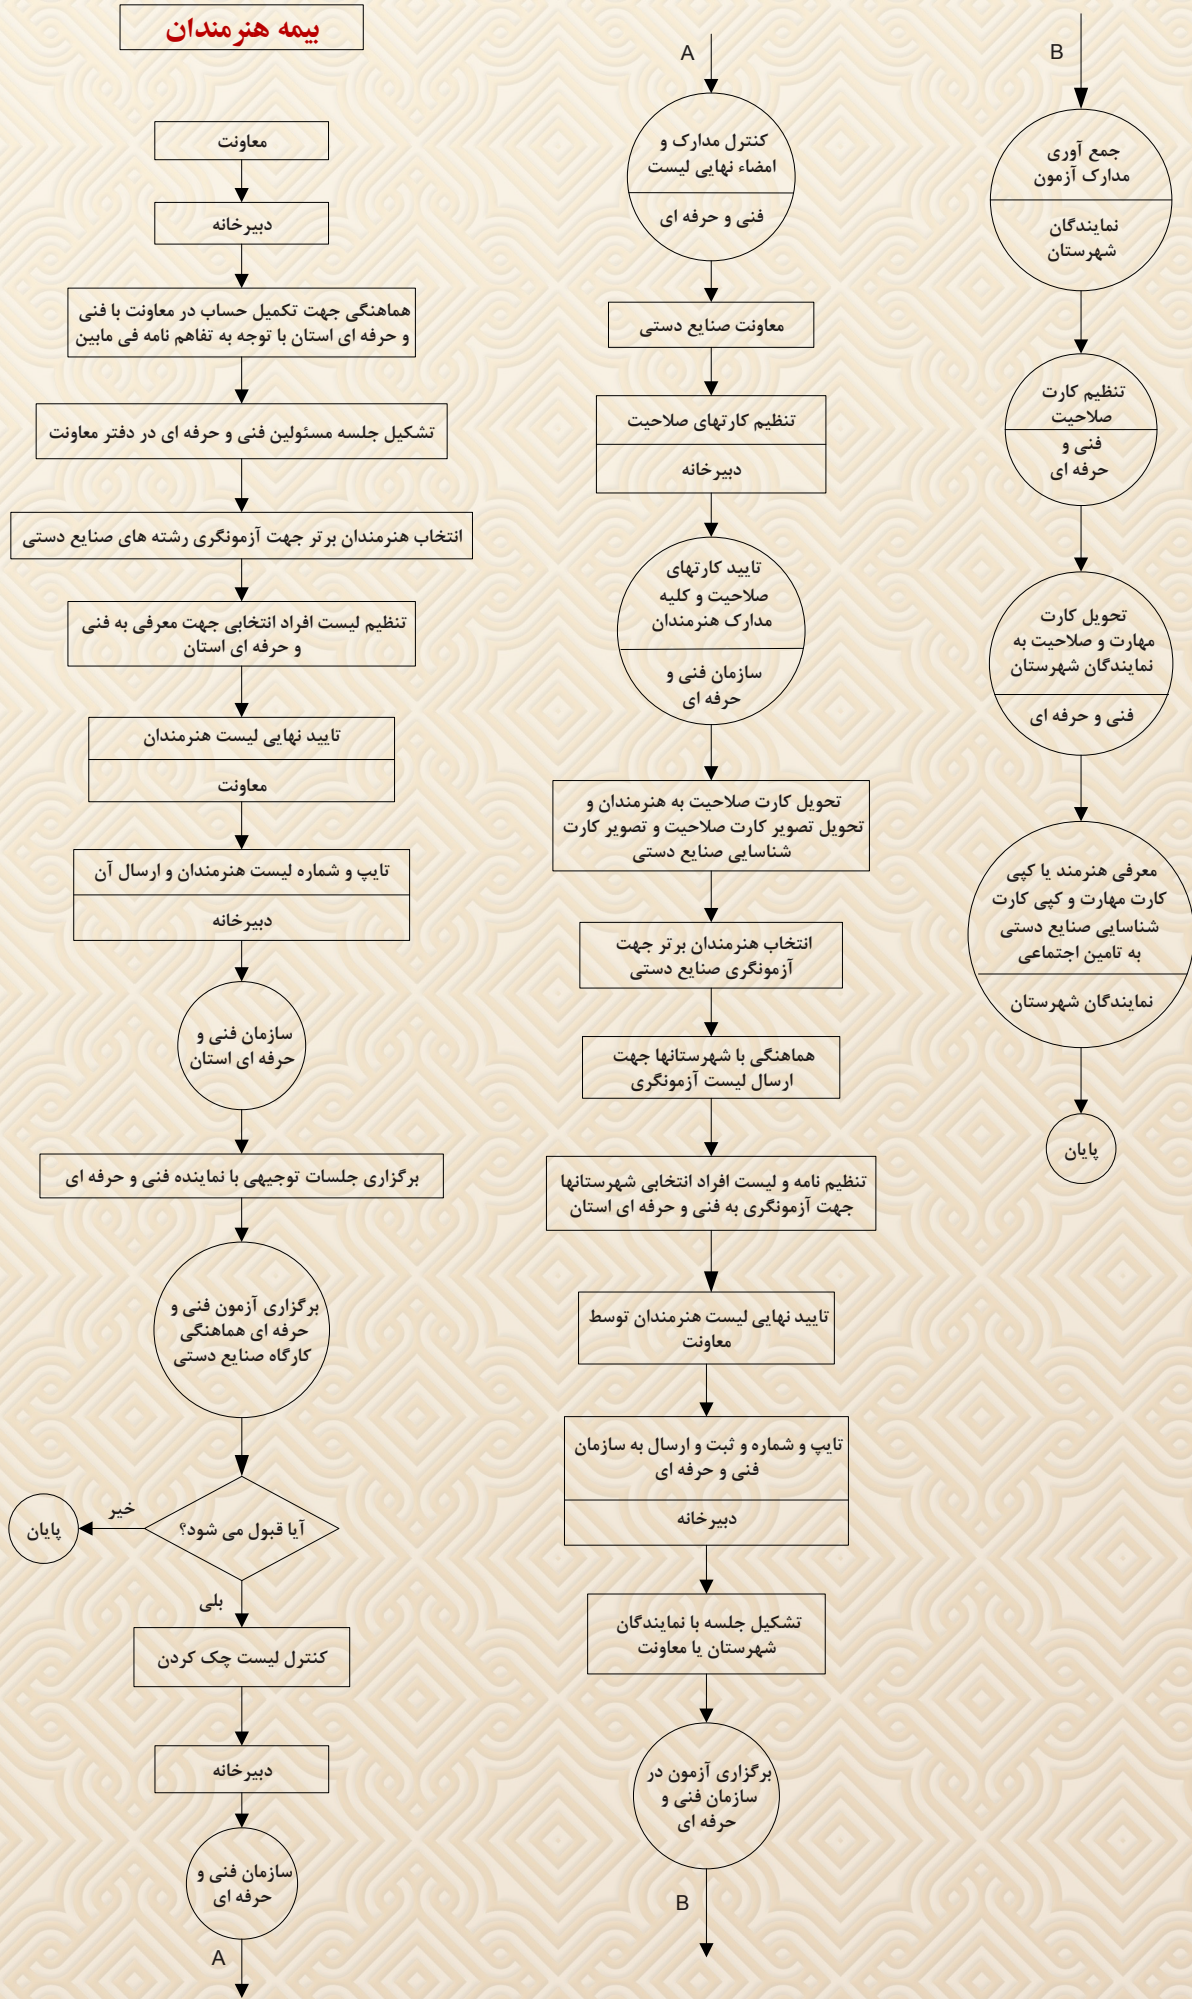 بیمه هنرمندان
معاونت
دبیرخانه
هماهنگی جهت تکمیل حساب در معاونت با فنی
و حرفه ای استان با توجه به تفاهم نامه فی مابین
تشکیل جلسه مسئولین فنی و حرفه ای در دفتر معاونت
انتخاب هنرمندان برتر جهت آزمونگری رشته های صنایع دستی
تنظیم لیست افراد انتخابی جهت معرفی به فنی
و حرفه ای استان
تایید نهایی لیست هنرمندان
معاونت
تایپ و شماره لیست هنرمندان و ارسال آن
دبیرخانه
سازمان فنی و
حرفه ای استان
برگزاری جلسات توجیهی با نماینده فنی و حرفه ای
برگزاری آزمون فنی و
حرفه ای هماهنگی
کارگاه صنایع دستی
آیا قبول می شود؟
خیر
پایان
بلی
کنترل لیست چک کردن
دبیرخانه
سازمان فنی و
حرفه ای
A
A
کنترل مدارک و
امضاء نهایی لیست
فنی و حرفه ای
معاونت صنایع دستی
تنظیم کارتهای صلاحیت
دبیرخانه
تایید کارتهای
صلاحیت و کلیه
مدارک هنرمندان
سازمان فنی و
حرفه ای
تحویل کارت صلاحیت به هنرمندان و
تحویل تصویر کارت صلاحیت و تصویر کارت
شناسایی صنایع دستی
انتخاب هنرمندان برتر جهت
آزمونگری صنایع دستی
هماهنگی با شهرستانها جهت
ارسال لیست آزمونگری
تنظیم نامه و لیست افراد انتخابی شهرستانها
جهت آزمونگری به فنی و حرفه ای استان
تایید نهایی لیست هنرمندان توسط
معاونت
تایپ و شماره و ثبت و ارسال به سازمان
فنی و حرفه ای
دبیرخانه
تشکیل جلسه با نمایندگان
شهرستان یا معاونت
برگزاری آزمون در
سازمان فنی و
حرفه ای
B
B
جمع آوری
مدارک آزمون
نمایندگان
شهرستان
تنظیم کارت
صلاحیت
فنی و
حرفه ای
تحویل کارت
مهارت و صلاحیت به
نمایندگان شهرستان
فنی و حرفه ای
معرفی هنرمند یا کپی
کارت مهارت و کپی کارت
شناسایی صنایع دستی
به تامین اجتماعی
نمایندگان شهرستان
پایان